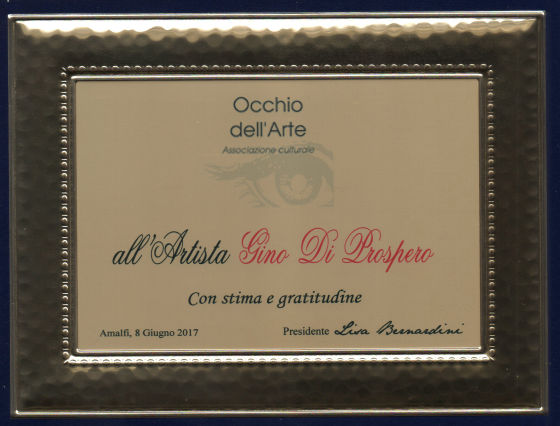 Occhio
dell'Arte
Associazione culturale
all'Artista Gino Di Prospero
Con stima e gratitudine
Amalfi, 8 Giugno 2017 Presidente Lisa Bernardini